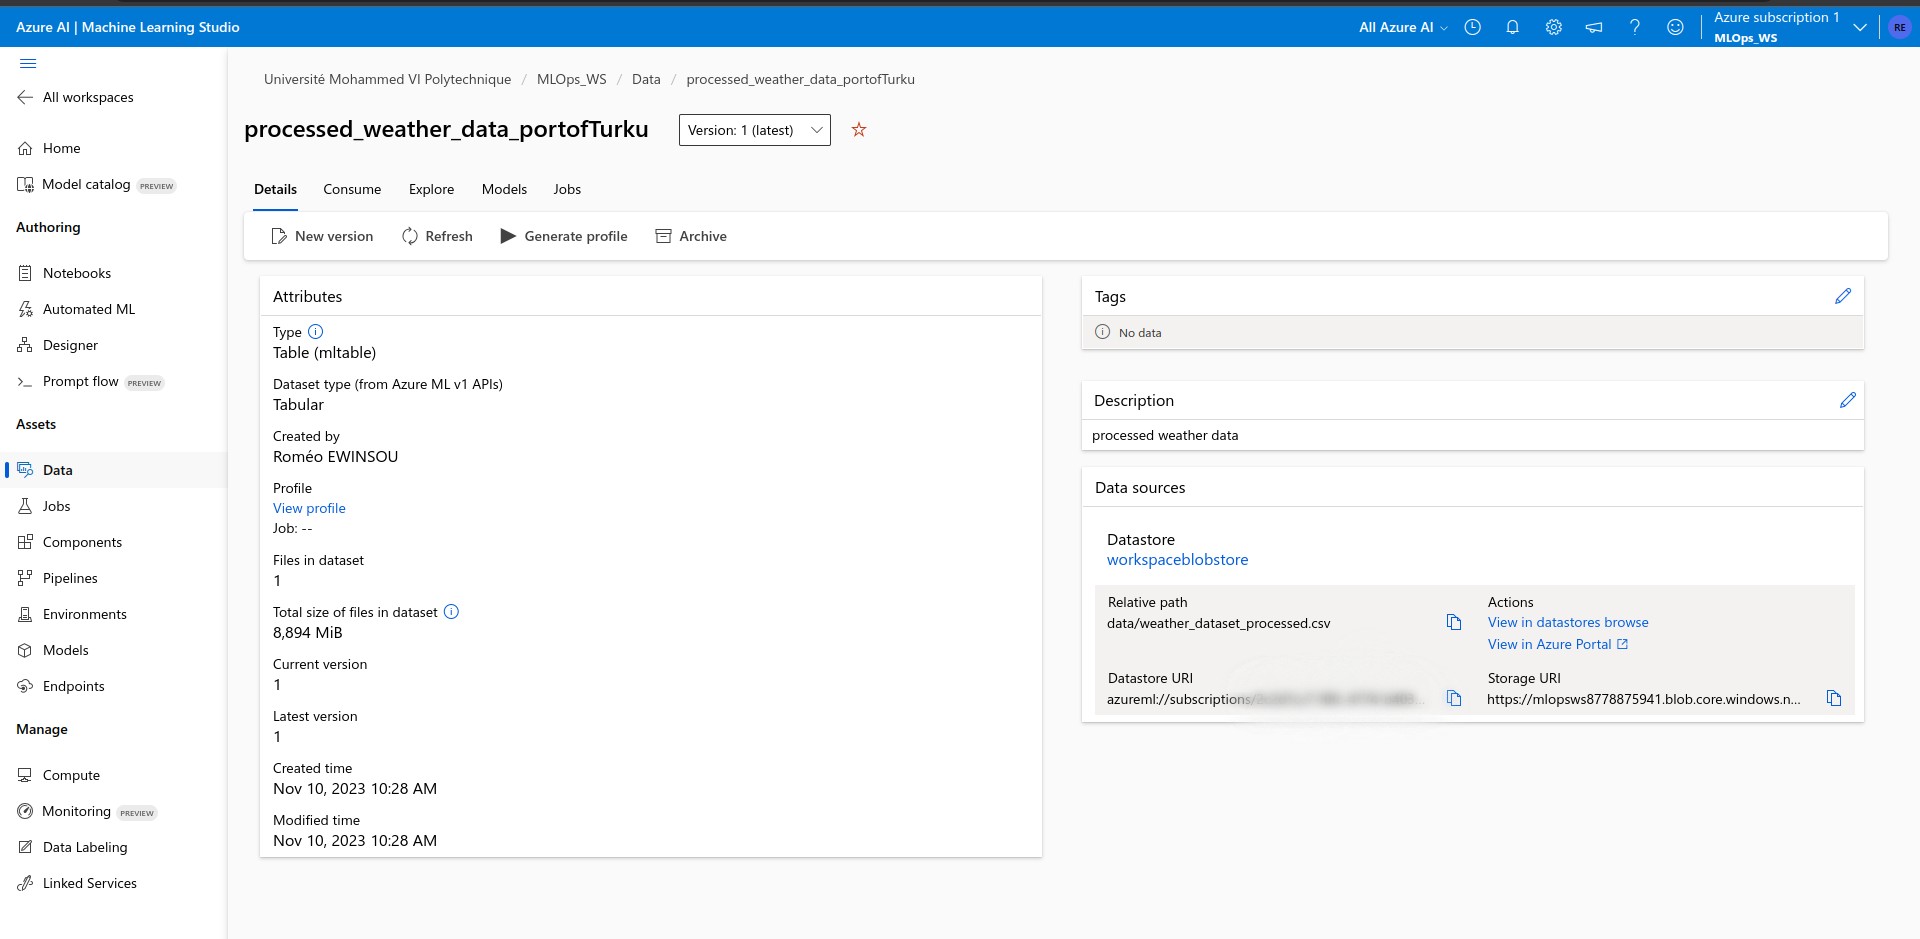 Azure AI | Machine Learning Studio
All Azure AI
Azure subscription 1
MLOps_WS
RE
All workspaces
Home
Model catalog PREVIEW
Authoring
Notebooks
Automated ML
Designer
Prompt flow PREVIEW
Assets
Data
Jobs
Components
Pipelines
Environments
Models
Endpoints
Manage
Compute
Monitoring PREVIEW
Data Labeling
Linked Services
Université Mohammed VI Polytechnique / MLOps_WS / Data / processed_weather_data_portofTurku
processed_weather_data_portofTurku
Version: 1 (latest)
Details Consume Explore Models Jobs
New version Refresh Generate profile Archive
Attributes
Type
Table (mltable)
Dataset type (from Azure ML v1 APIs)
Tabular
Created by
Roméo EWINSOU
Profile
View profile
Job: --
Files in dataset
1
Total size of files in dataset
8,894 MiB
Current version
1
Latest version
1
Created time
Nov 10, 2023 10:28 AM
Modified time
Nov 10, 2023 10:28 AM
Tags
No data
Description
processed weather data
Data sources
Datastore
workspaceblobstore
Relative path
data/weather_dataset_processed.csv
Actions
View in datastores browse
View in Azure Portal
Datastore URI
azureml://subscriptions/
Storage URI
https://mlopsws8778875941.blob.core.windows.n...